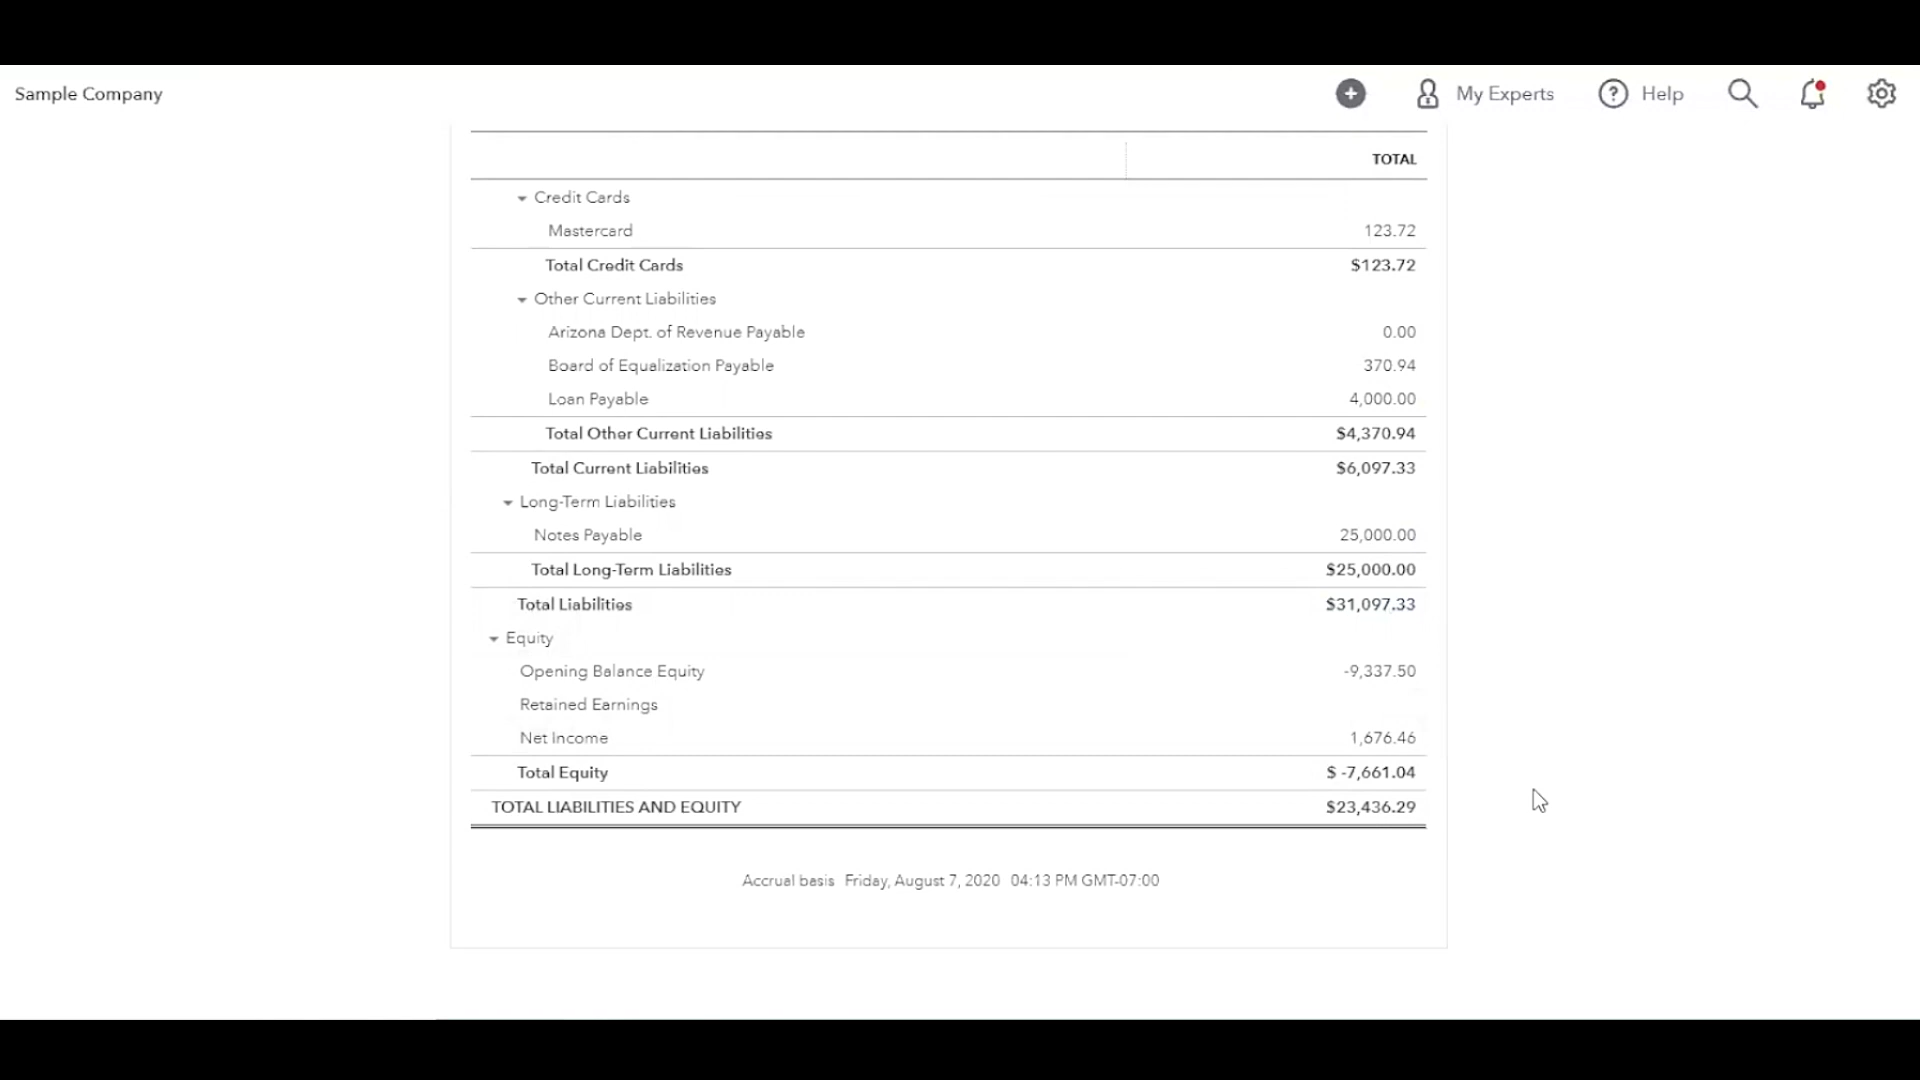 Sample Company
My Experts
Help
TOTAL
Credit Cards
Mastercard 123.72
Total Credit Cards $123.72
Other Current Liabilities
Arizona Dept. of Revenue Payable 0.00
Board of Equalization Payable 370.94
Loan Payable 4,000.00
Total Other Current Liabilities $4,370.94
Total Current Liabilities $6,097.33
Long-Term Liabilities
Notes Payable 25,000.00
Total Long-Term Liabilities $25,000.00
Total Liabilities $31,097.33
Equity
Opening Balance Equity -9,337.50
Retained Earnings
Net Income 1,676.46
Total Equity $ -7,661.04
TOTAL LIABILITIES AND EQUITY $23,436.29
Accrual basis Friday, August 7, 2020 04:13 PM GMT-07:00